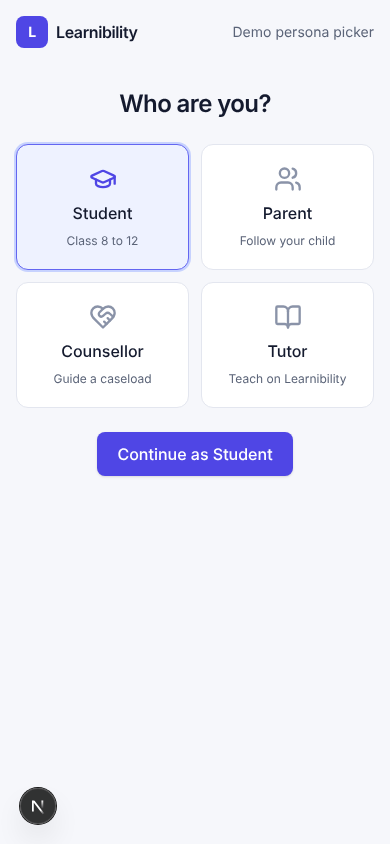 L Learnibility Demo persona picker
Who are you?
Student
Class 8 to 12
Parent
Follow your child
Counsellor
Guide a caseload
Tutor
Teach on Learnibility
Continue as Student
N